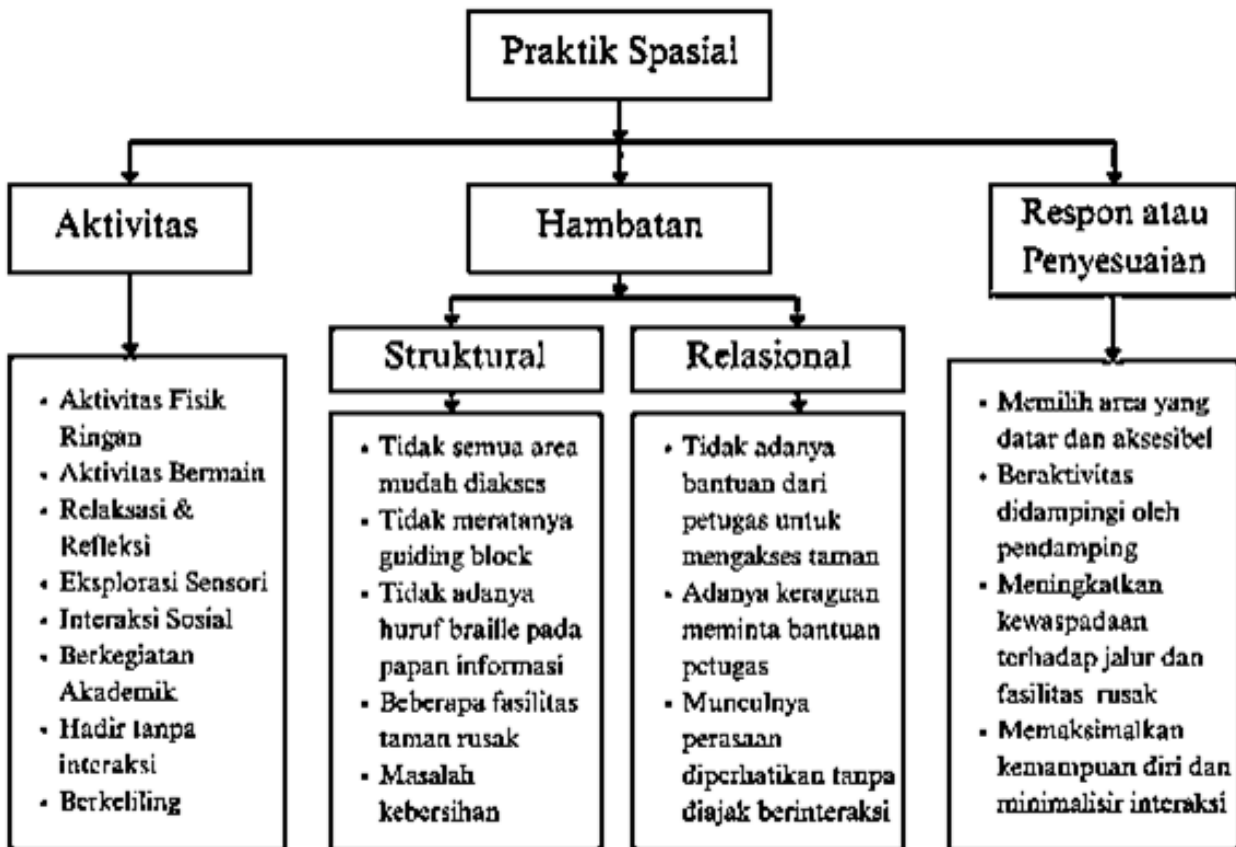 Praktik Spasial
Aktivitas
Hambatan
Respon atau
Penyesuaian
Struktural
Relasional
• Aktivitas Fisik
Ringan
• Aktivitas Bermain
• Relaksasi &
Refleksi
• Eksplorasi Sensori
• Interaksi Sosial
• Berkegiatan
Akademik
• Hadir tanpa
interaksi
• Berkeliling
• Tidak semua area
mudah diakses
• Tidak meratanya
guiding block
• Tidak adanya
huruf braille pada
papan informasi
• Beberapa fasilitas
taman rusak
• Masalah
kebersihan
• Tidak adanya
bantuan dari
petugas untuk
mengakses taman
• Adanya keraguan
meminta bantuan
petugas
• Munculnya
perasaan
diperhatikan tanpa
diajak berinteraksi
• Memilih area yang
datar dan aksesibel
• Beraktivitas
didampingi oleh
pendamping
• Meningkatkan
kewaspadaan
terhadap jalur dan
fasilitas rusak
• Memaksimalkan
kemampuan diri dan
minimalisir interaksi